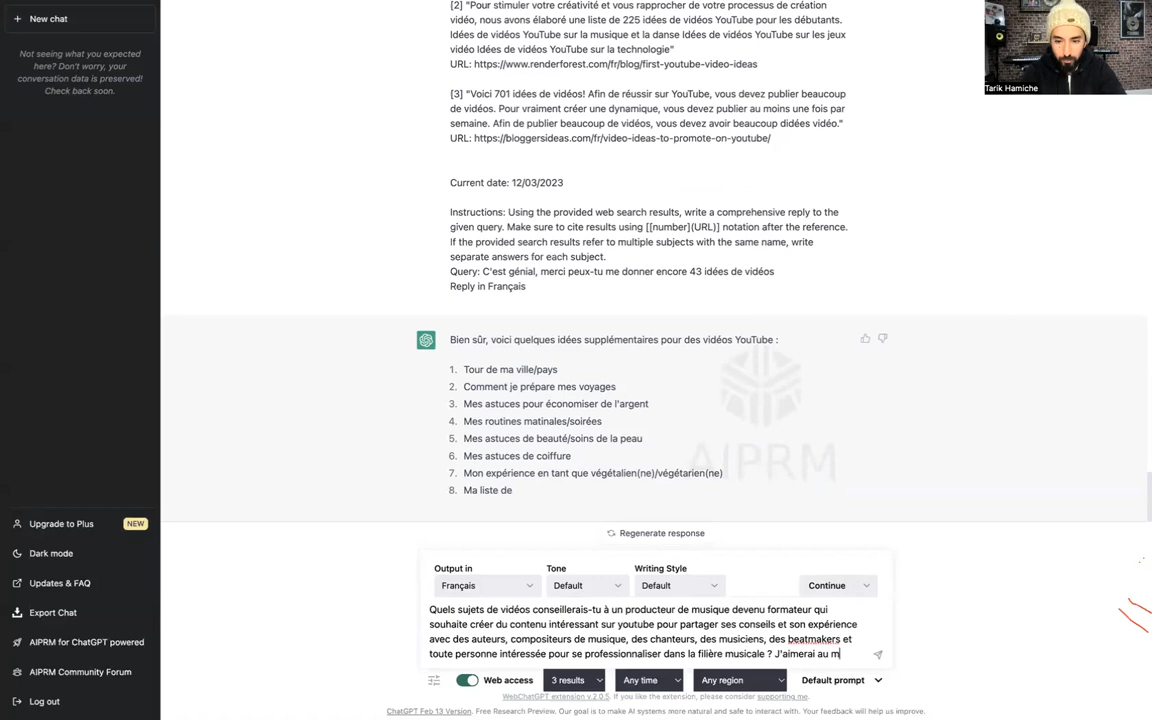 [2] "Pour stimuler votre créativité et vous rapprocher de votre processus de création
vidéo, nous avons élaboré une liste de 225 idées de vidéos YouTube pour les débutants.
Idées de vidéos YouTube sur la musique et la danse Idées de vidéos YouTube sur les jeux
vidéo Idées de vidéos YouTube sur la technologie"
URL: https://www.renderforest.com/fr/blog/first-youtube-video-ideas
[3] "Voici 701 idées de vidéos! Afin de réussir sur YouTube, vous devez publier beaucoup
de vidéos. Pour vraiment créer une dynamique, vous devez publier au moins une fois par
semaine. Afin de publier beaucoup de vidéos, vous devez avoir beaucoup didées vidéo."
URL: https://bloggersideas.com/fr/video-ideas-to-promote-on-youtube/
Current date: 12/03/2023
Instructions: Using the provided web search results, write a comprehensive reply to the
given query. Make sure to cite results using [[number](URL)] notation after the reference.
If the provided search results refer to multiple subjects with the same name, write
separate answers for each subject.
Query: C'est génial, merci peux-tu me donner encore 43 idées de vidéos
Reply in Français
Bien sûr, voici quelques idées supplémentaires pour des vidéos YouTube :
1. Tour de ma ville/pays
2. Comment je prépare mes voyages
3. Mes astuces pour économiser de l'argent
4. Mes routines matinales/soirées
5. Mes astuces de beauté/soins de la peau
6. Mes astuces de coiffure
7. Mon expérience en tant que végétalien(ne)/végétarien(ne)
8. Ma liste de
AIPRM
Regenerate response
Output in Tone Writing Style
Français Default Default Continue
Quels sujets de vidéos conseillerais-tu à un producteur de musique devenu formateur qui
souhaite créer du contenu intéressant sur youtube pour partager ses conseils et son expérience
avec des auteurs, compositeurs de musique, des chanteurs, des musiciens, des beatmakers et
toute personne intéressée pour se professionnaliser dans la filière musicale ? J'aimerai au m
Web access 3 results Any time Any region Default prompt
WebChatGPT extension v.2.0.5. If you like the extension, please consider supporting me.
ChatGPT Feb 13 Version. Free Research Preview. Our goal is to make AI systems more natural and safe to interact with. Your feedback will help us improve.
+ New chat
Not seeing what you expected
here? Don't worry, your
conversation data is preserved!
Check back soon.
Upgrade to Plus NEW
Dark mode
Updates & FAQ
Export Chat
AIPRM for ChatGPT powered
AIPRM Community Forum
Log out
Tarik Hamiche